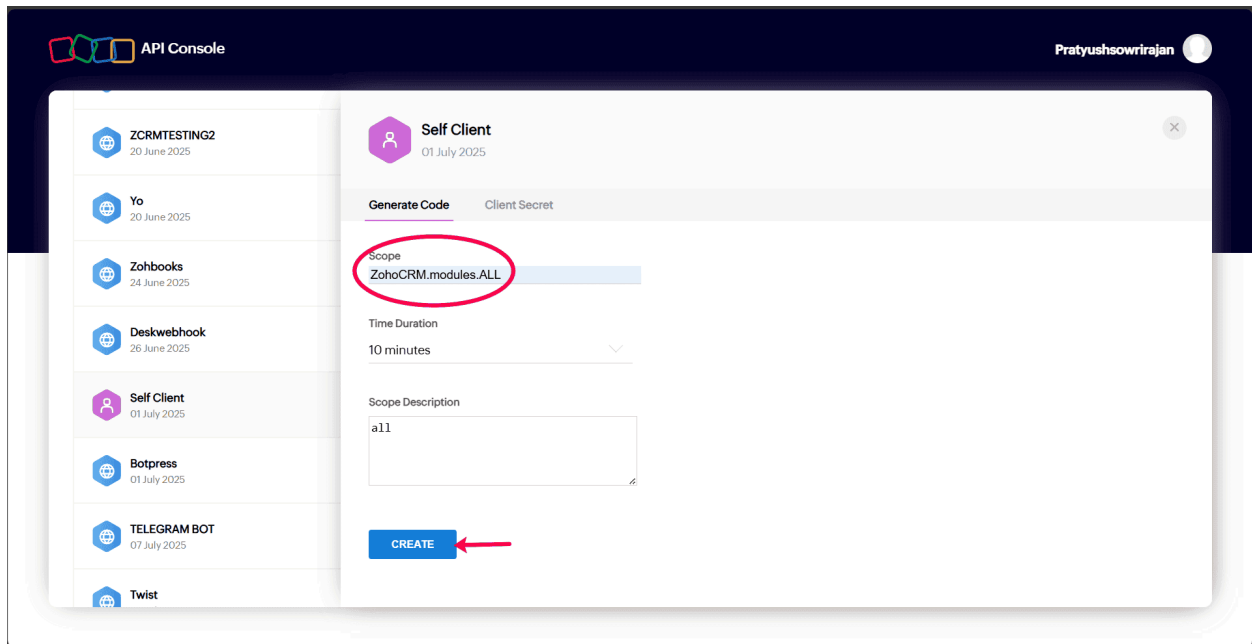 API Console
Pratyushsowrirajan
ZCRMTESTING2
20 June 2025
Yo
20 June 2025
Zohbooks
24 June 2025
Deskwebhook
26 June 2025
Self Client
01 July 2025
Botpress
01 July 2025
TELEGRAM BOT
07 July 2025
Twist
Self Client
01 July 2025
Generate Code
Client Secret
Scope
ZohoCRM.modules.ALL
Time Duration
10 minutes
Scope Description
all
CREATE